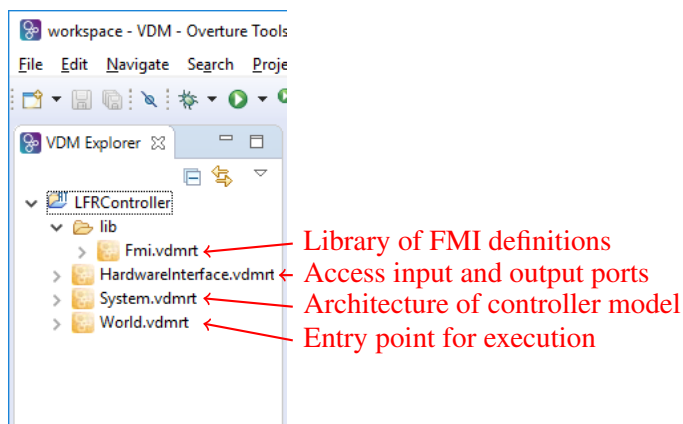 workspace - VDM - Overture Tools
File Edit Navigate Search Proje
VDM Explorer
LFRController
lib
Fmi.vdmrt
Library of FMI definitions
HardwareInterface.vdmrt
Access input and output ports
System.vdmrt
Architecture of controller model
World.vdmrt
Entry point for execution